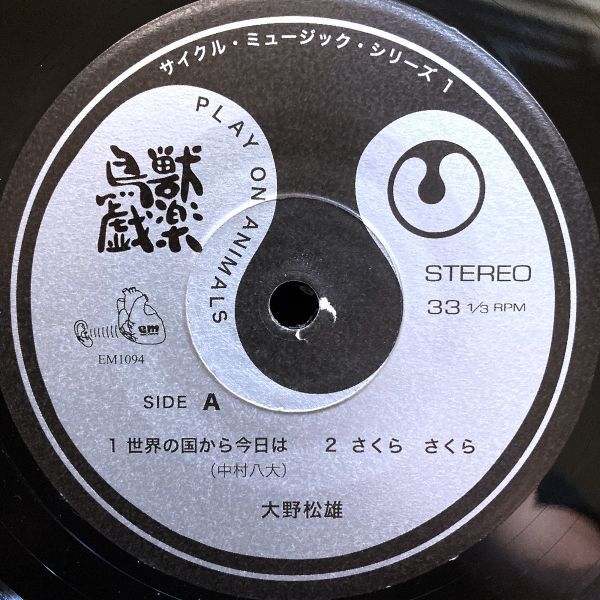 サイクル・ミュージック・シリーズ 1
PLAY ON ANIMALS
鳥獣
戯楽
STEREO
33 1/3 RPM
em
EM1094
SIDE A
1 世界の国から今日は 2 さくら さくら
(中村八大)
大野松雄